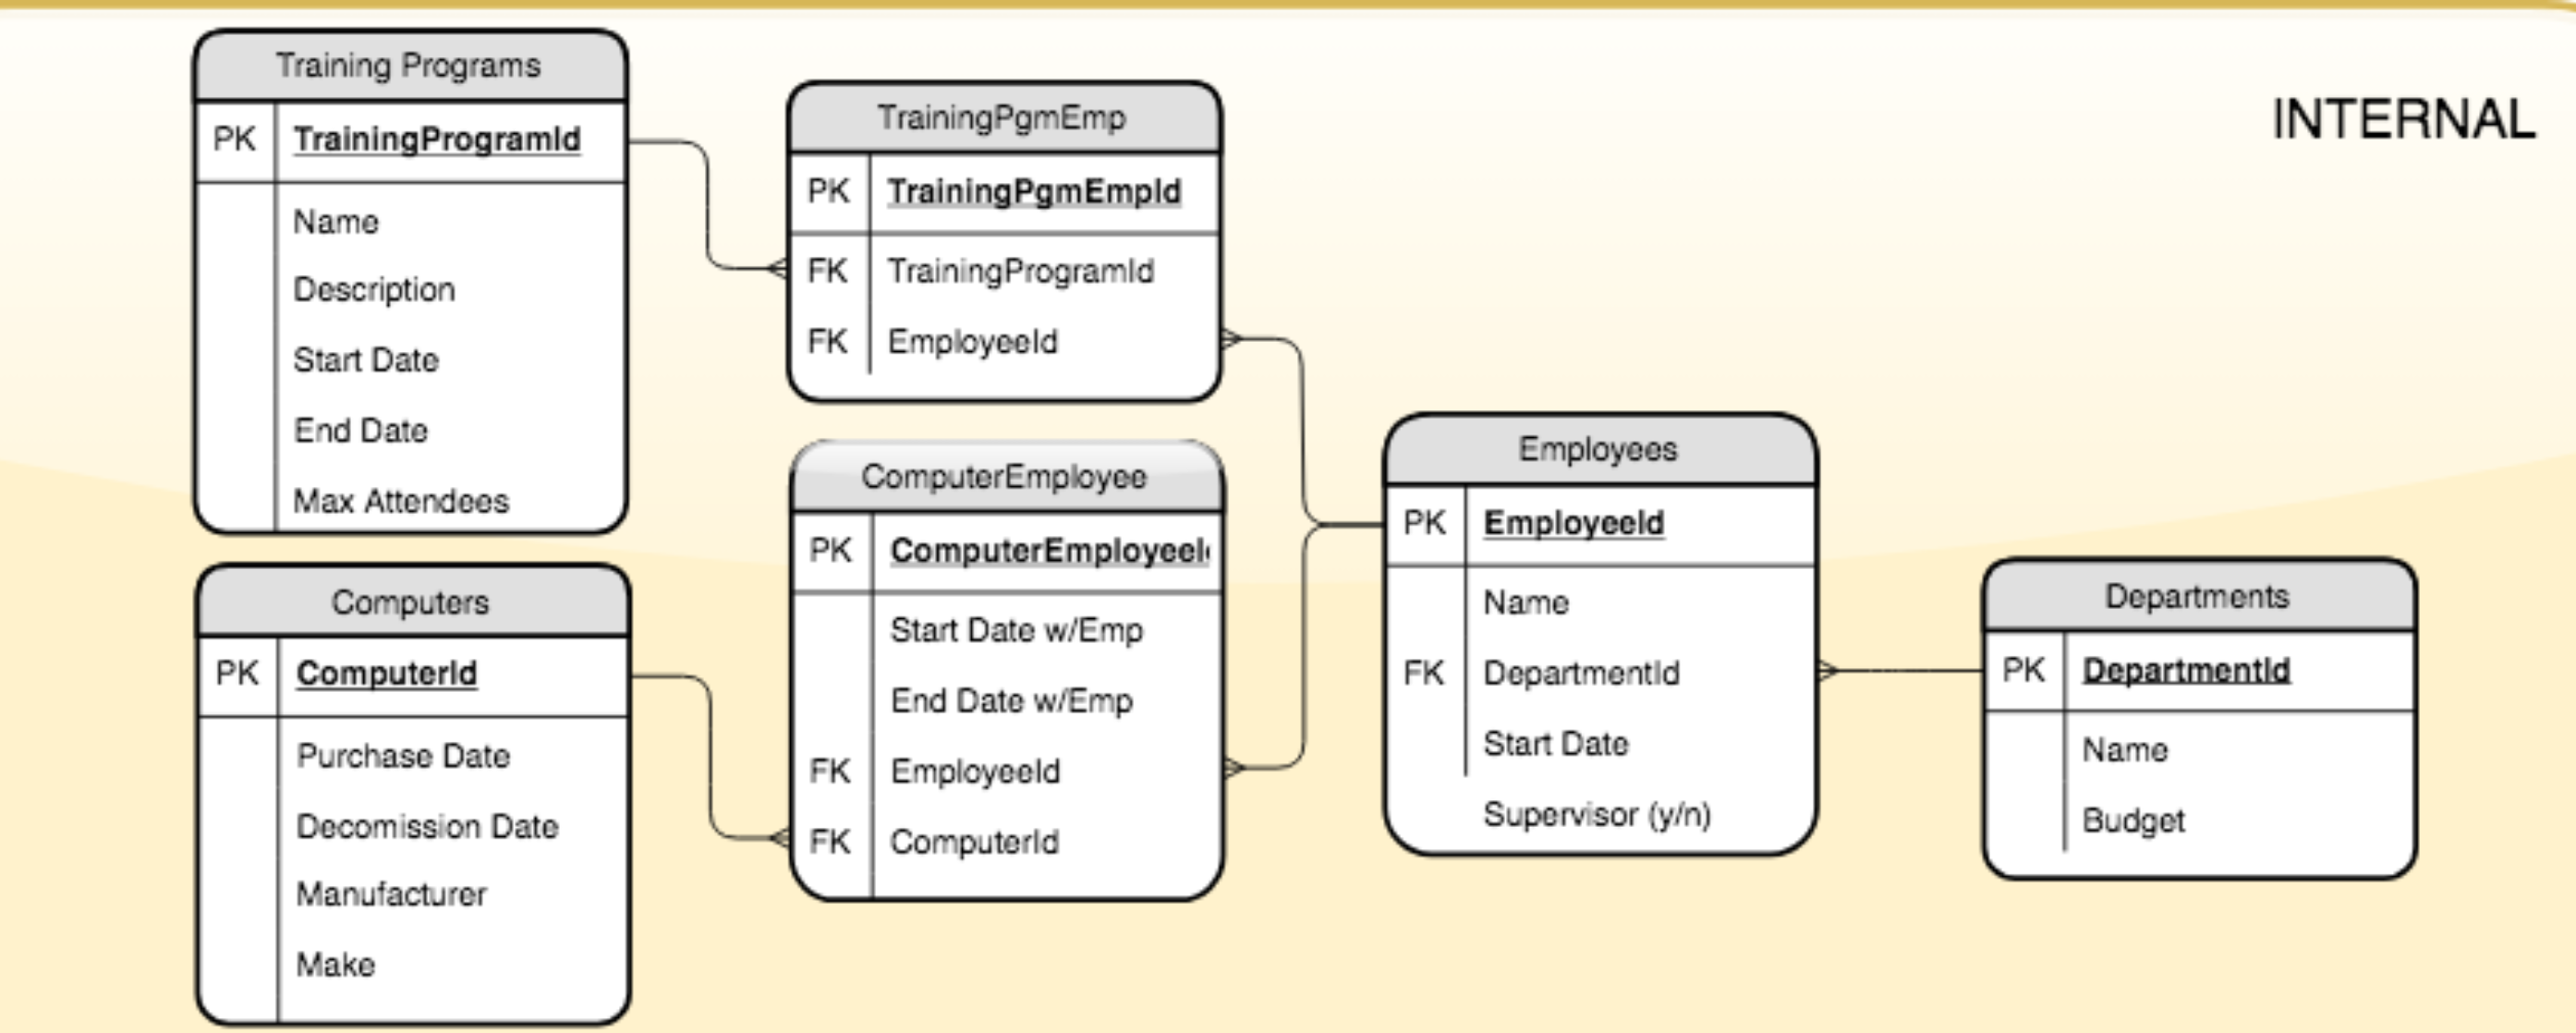 Training Programs
PK TrainingProgramId
Name
Description
Start Date
End Date
Max Attendees
TrainingPgmEmp
PK TrainingPgmEmpId
FK TrainingProgramId
FK EmployeeId
INTERNAL
Computers
PK ComputerId
Purchase Date
Decomission Date
Manufacturer
Make
ComputerEmployee
PK ComputerEmployeeI
Start Date w/Emp
End Date w/Emp
FK EmployeeId
FK ComputerId
Employees
PK EmployeeId
Name
FK DepartmentId
Start Date
Supervisor (y/n)
Departments
PK DepartmentId
Name
Budget